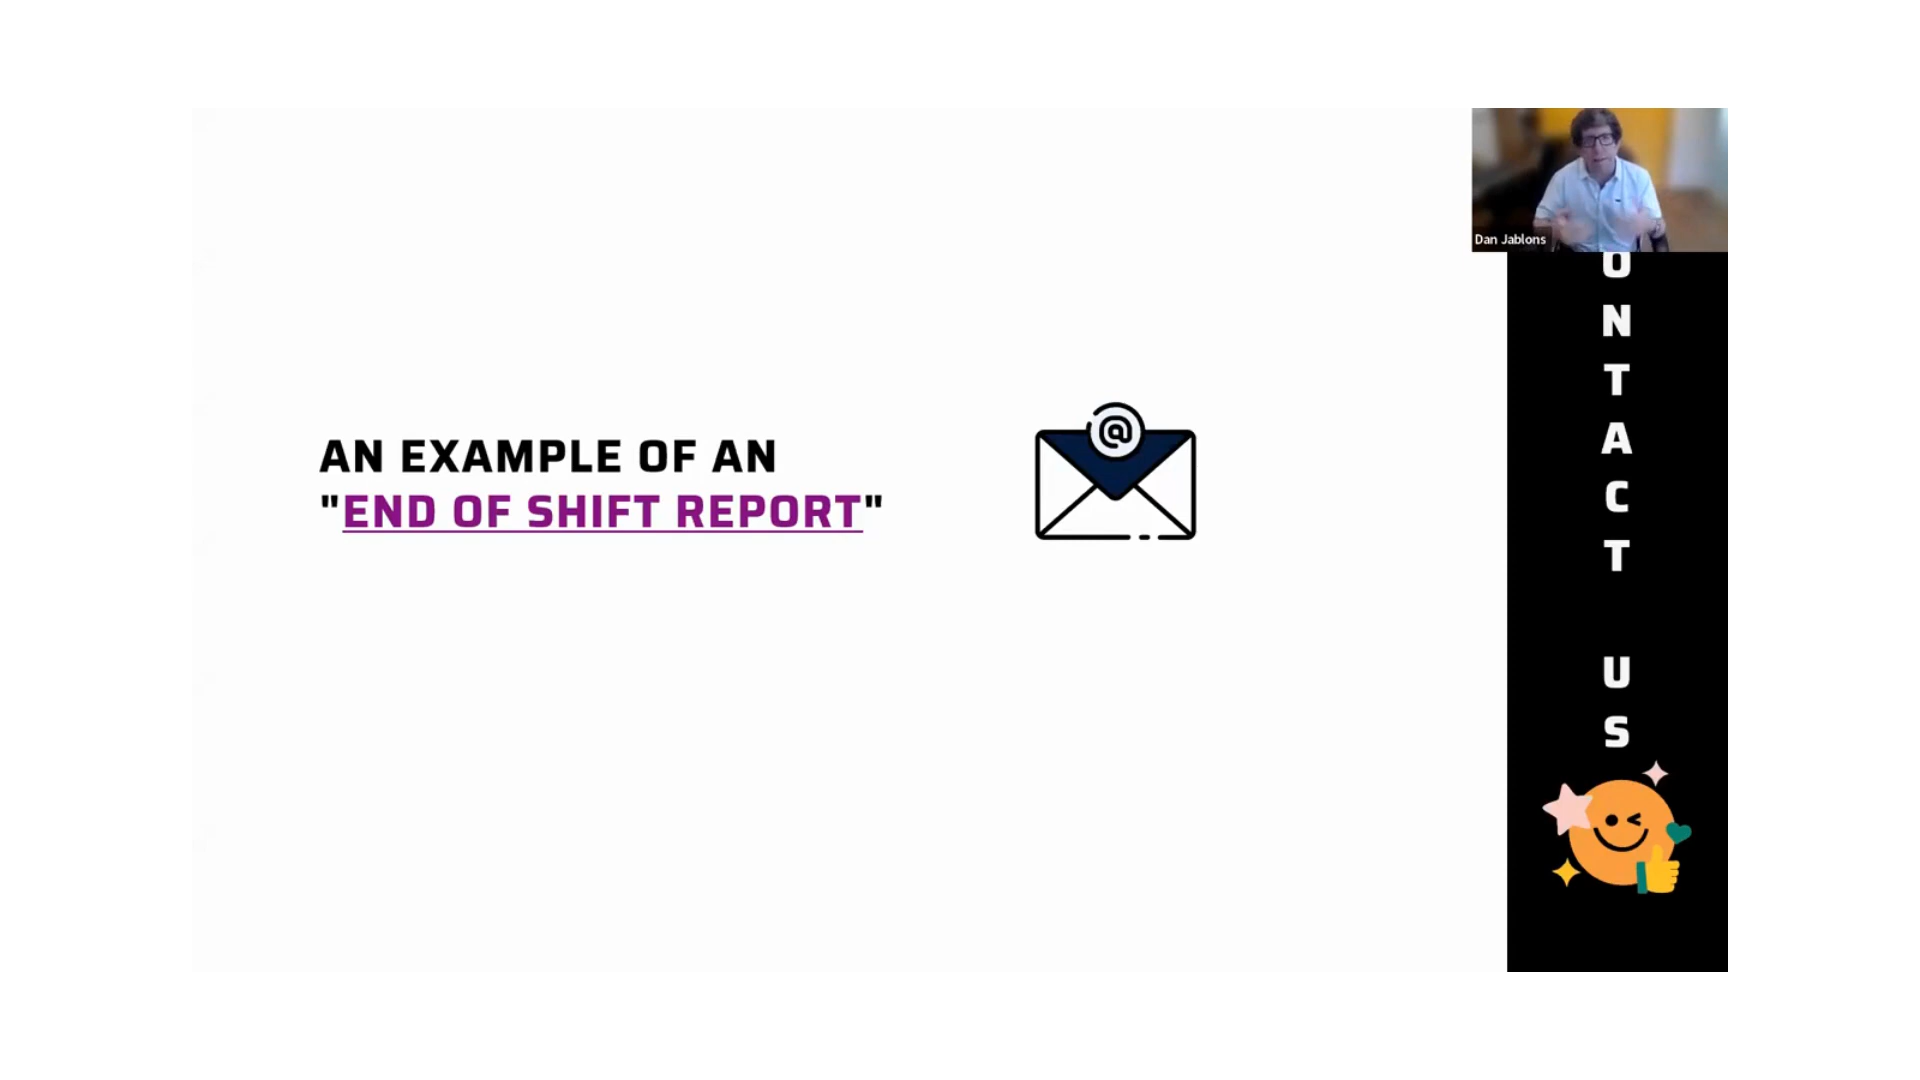 AN EXAMPLE OF AN
"END OF SHIFT REPORT"
@
Dan Jablons
O
N
T
A
C
T
U
S